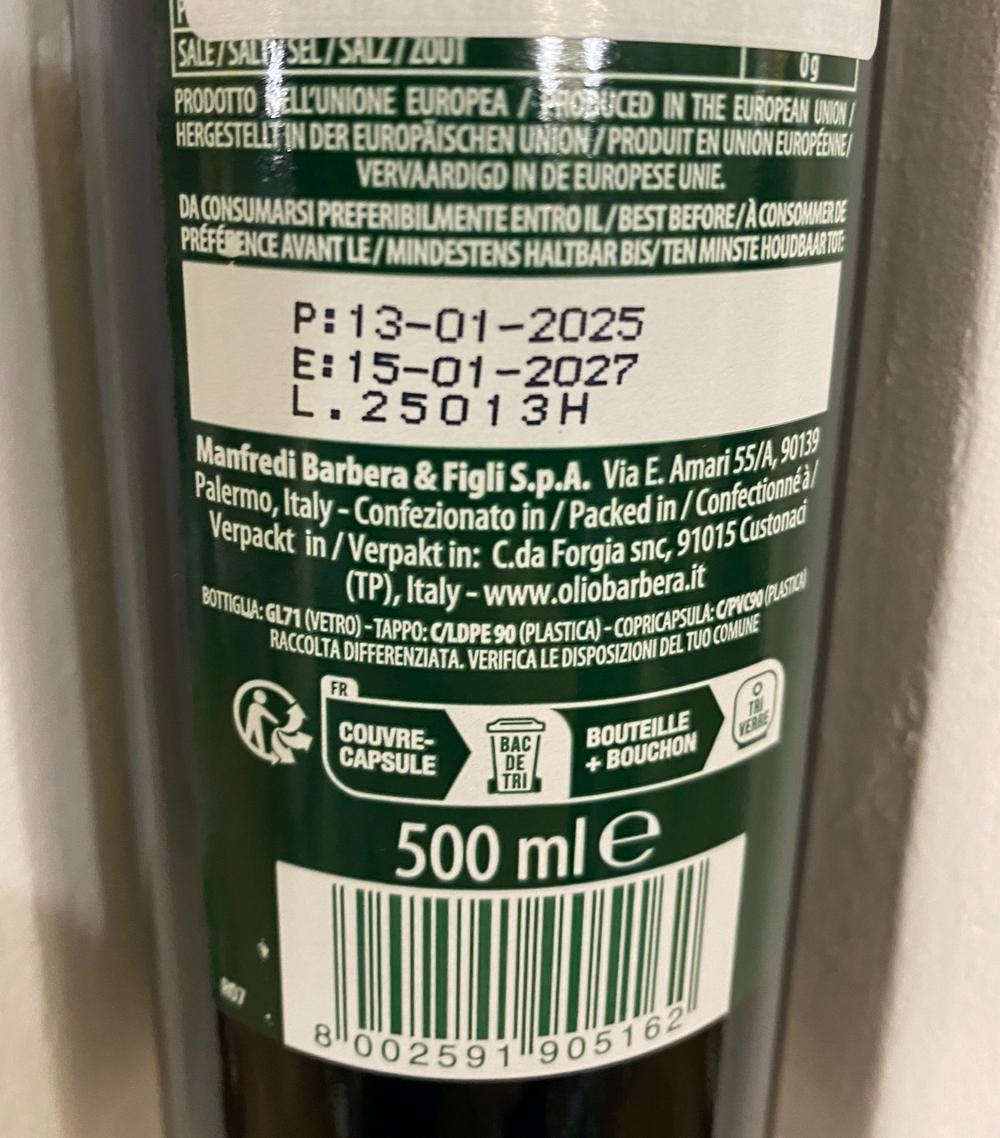 SALE / SALT / SEL / SALZ / ZOUT
0 g
PRODOTTO NELL'UNIONE EUROPEA / PRODUCED IN THE EUROPEAN UNION /
HERGESTELLT IN DER EUROPÄISCHEN UNION / PRODUIT EN UNION EUROPÉENNE /
VERVAARDIGD IN DE EUROPESE UNIE.
DA CONSUMARSI PREFERIBILMENTE ENTRO IL / BEST BEFORE / À CONSOMMER DE
PRÉFÉRENCE AVANT LE / MINDESTENS HALTBAR BIS/ TEN MINSTE HOUDBAAR TOT:
P:13-01-2025
E:15-01-2027
L.25013H
Manfredi Barbera & Figli S.p.A. Via E. Amari 55/A, 90139
Palermo, Italy - Confezionato in / Packed in / Confectionné à /
Verpackt in / Verpakt in: C.da Forgia snc, 91015 Custonaci
(TP), Italy - www.oliobarbera.it
BOTTIGLIA: GL71 (VETRO) - TAPPO: C/LDPE 90 (PLASTICA) - COPRICAPSULA: C/PVC90 (PLASTICA)
RACCOLTA DIFFERENZIATA. VERIFICA LE DISPOSIZIONI DEL TUO COMUNE
FR
COUVRE-
CAPSULE
BAC
DE
TRI
BOUTEILLE
+ BOUCHON
TRI
VERRE
500 ml e
R07
8 002591 905162